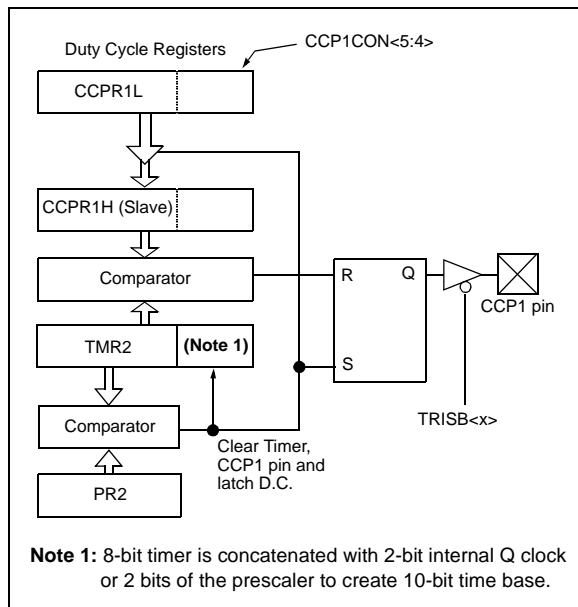 Duty Cycle Registers
CCP1CON<5:4>
CCPR1L
CCPR1H (Slave)
Comparator
R
Q
CCP1 pin
TMR2
(Note 1)
S
Comparator
TRISB<x>
Clear Timer,
CCP1 pin and
latch D.C.
PR2
Note 1: 8-bit timer is concatenated with 2-bit internal Q clock
or 2 bits of the prescaler to create 10-bit time base.